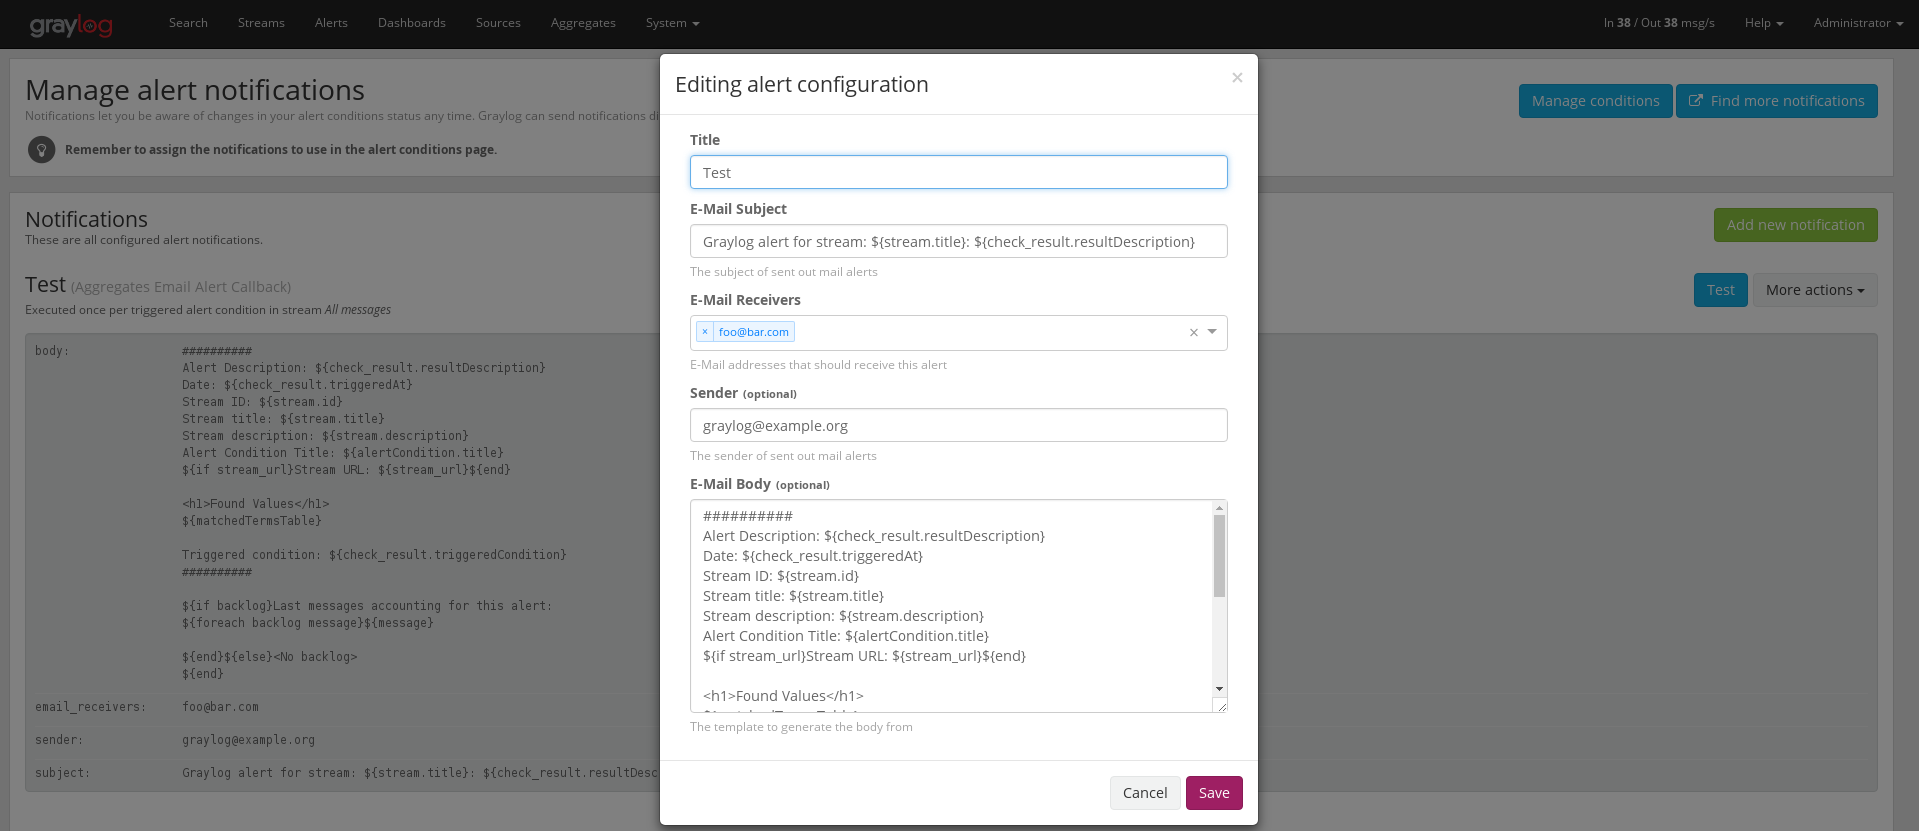 graylog
Search Streams Alerts Dashboards Sources Aggregates System
In 38 / Out 38 msg/s Help Administrator
Manage alert notifications
Notifications let you be aware of changes in your alert conditions status any time. Graylog can send notifications
Remember to assign the notifications to use in the alert conditions page.
Manage conditions
Find more notifications
Notifications
These are all configured alert notifications.
Add new notification
Test (Aggregates Email Alert Callback)
Executed once per triggered alert condition in stream All messages
Test
More actions
body: ##########
Alert Description: ${check_result.resultDescription}
Date: ${check_result.triggeredAt}
Stream ID: ${stream.id}
Stream title: ${stream.title}
Stream description: ${stream.description}
Alert Condition Title: ${alertCondition.title}
${if stream_url}Stream URL: ${stream_url}${end}
<h1>Found Values</h1>
${matchedTermsTable}
Triggered condition: ${check_result.triggeredCondition}
##########
${if backlog}Last messages accounting for this alert:
${foreach backlog message}${message}
${end}${else}<No backlog>
${end}
email_receivers: foo@bar.com
sender: graylog@example.org
subject: Graylog alert for stream: ${stream.title}: ${check_result.resultDesc
Editing alert configuration
×
Title
Test
E-Mail Subject
Graylog alert for stream: ${stream.title}: ${check_result.resultDescription}
The subject of sent out mail alerts
E-Mail Receivers
× foo@bar.com ×
E-Mail addresses that should receive this alert
Sender (optional)
graylog@example.org
The sender of sent out mail alerts
E-Mail Body (optional)
##########
Alert Description: ${check_result.resultDescription}
Date: ${check_result.triggeredAt}
Stream ID: ${stream.id}
Stream title: ${stream.title}
Stream description: ${stream.description}
Alert Condition Title: ${alertCondition.title}
${if stream_url}Stream URL: ${stream_url}${end}
<h1>Found Values</h1>
The template to generate the body from
Cancel
Save